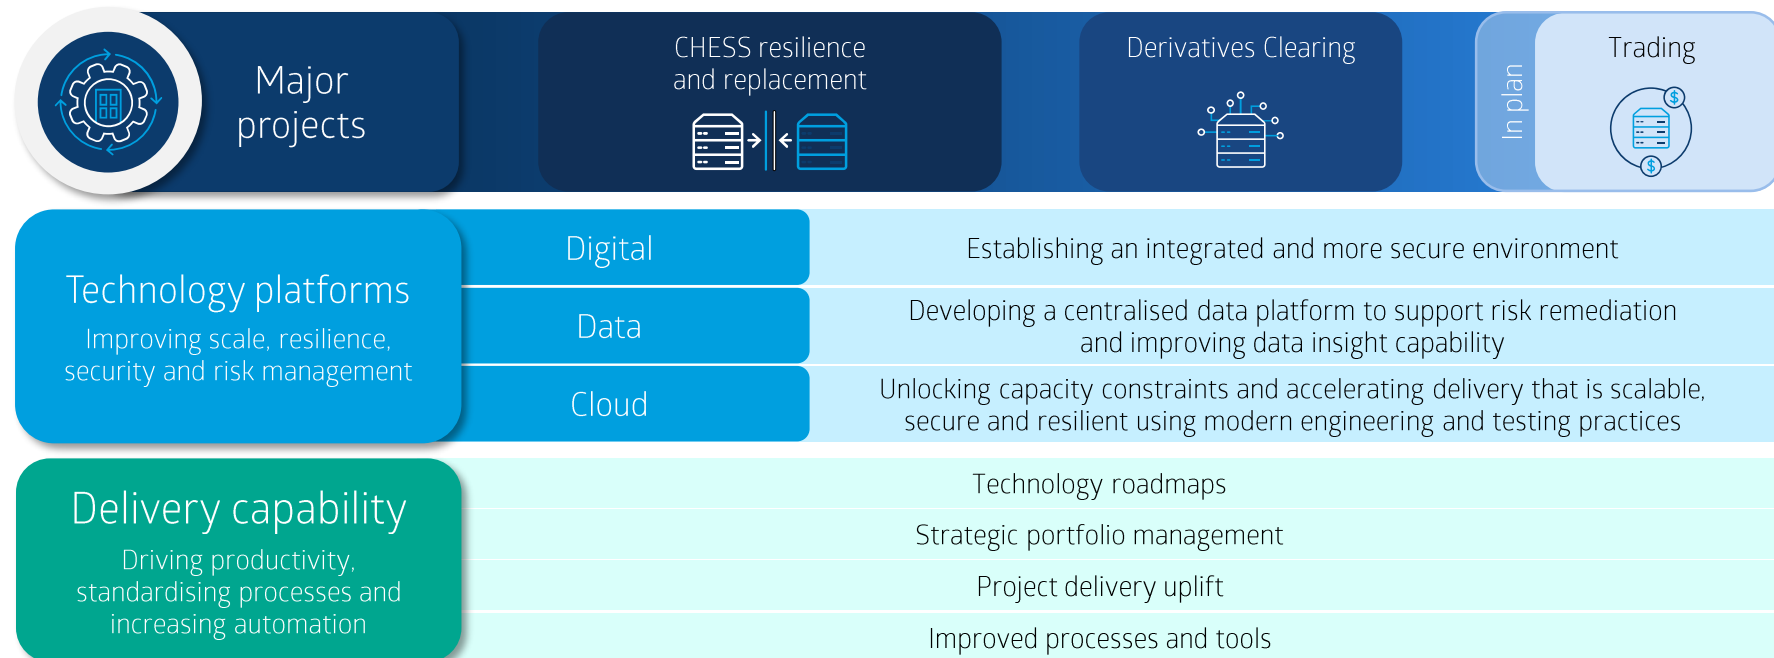 Major
projects
CHESS resilience
and replacement
Derivatives Clearing
In plan
Trading
$
$
Technology platforms
Improving scale, resilience,
security and risk management
Digital
Establishing an integrated and more secure environment
Data
Developing a centralised data platform to support risk remediation
and improving data insight capability
Cloud
Unlocking capacity constraints and accelerating delivery that is scalable,
secure and resilient using modern engineering and testing practices
Delivery capability
Driving productivity,
standardising processes and
increasing automation
Technology roadmaps
Strategic portfolio management
Project delivery uplift
Improved processes and tools